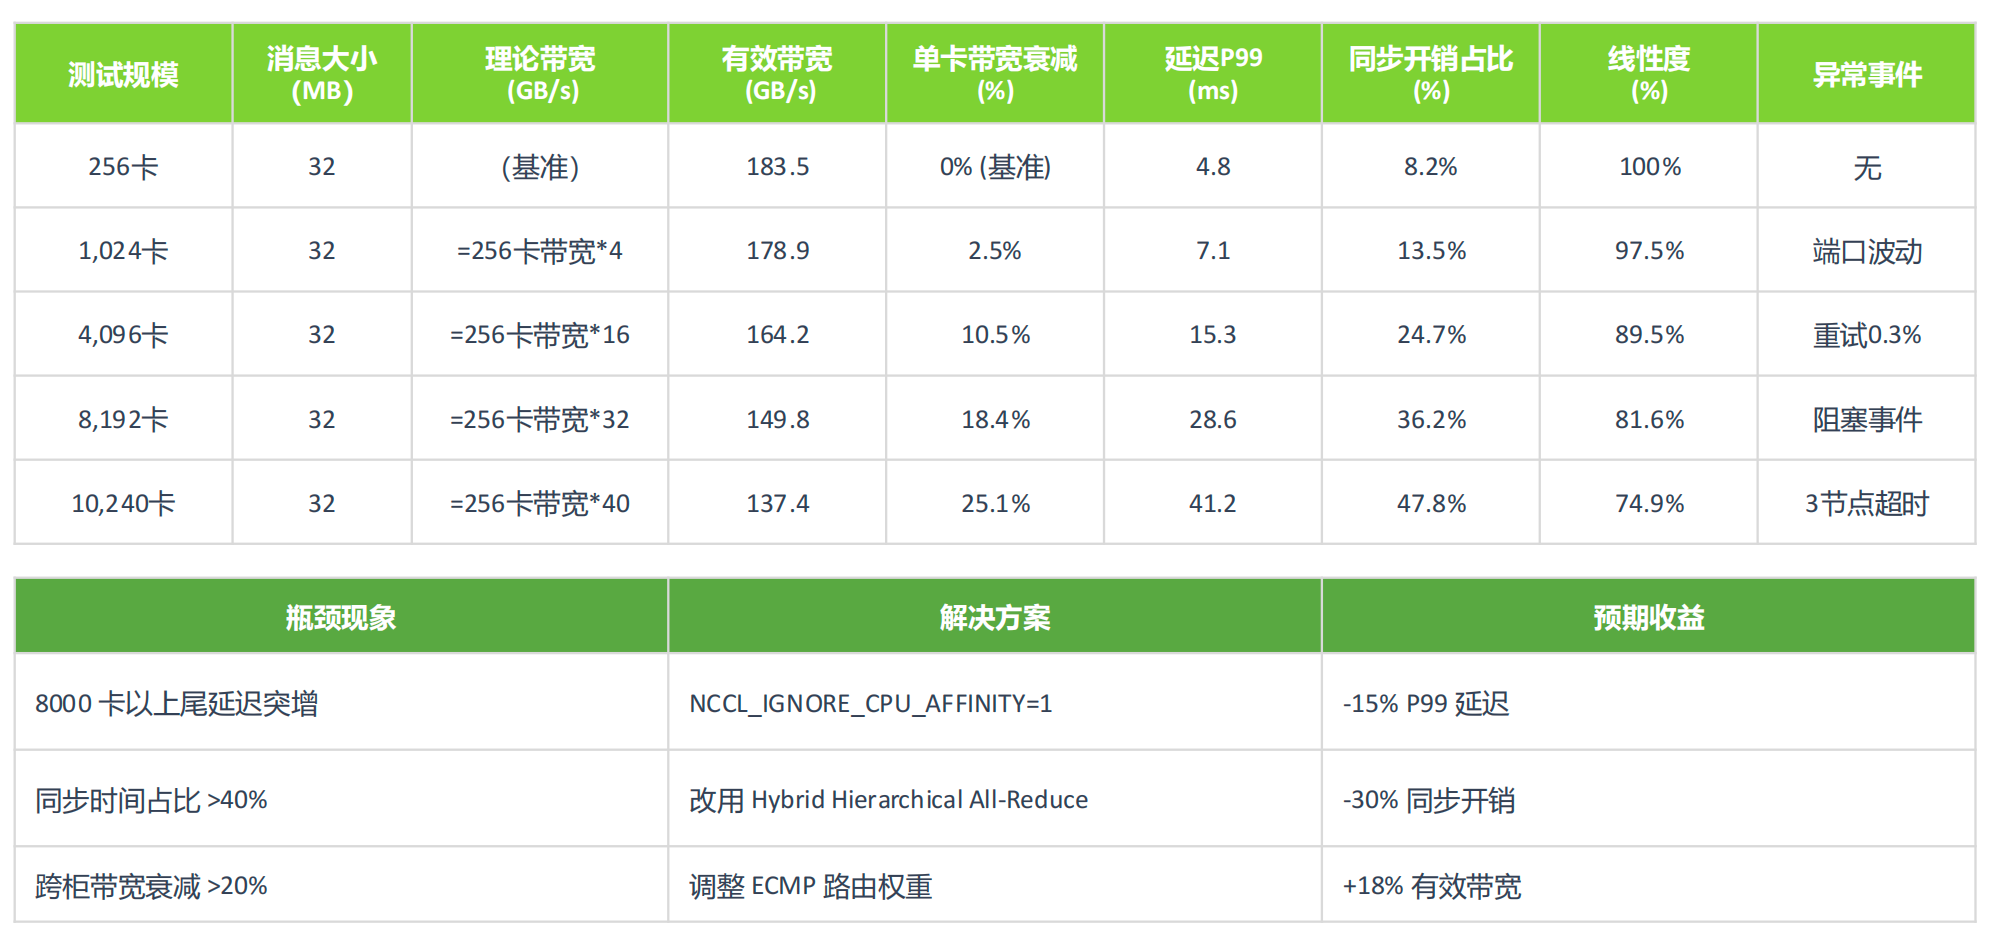 测试规模 消息大小 (MB) 理论带宽 (GB/s) 有效带宽 (GB/s) 单卡带宽衰减 (%) 延迟P99 (ms) 同步开销占比 (%) 线性度 (%) 异常事件
256卡 32 (基准) 183.5 0% (基准) 4.8 8.2% 100% 无
1,024卡 32 =256卡带宽*4 178.9 2.5% 7.1 13.5% 97.5% 端口波动
4,096卡 32 =256卡带宽*16 164.2 10.5% 15.3 24.7% 89.5% 重试0.3%
8,192卡 32 =256卡带宽*32 149.8 18.4% 28.6 36.2% 81.6% 阻塞事件
10,240卡 32 =256卡带宽*40 137.4 25.1% 41.2 47.8% 74.9% 3节点超时
瓶颈现象 解决方案 预期收益
8000 卡以上尾延迟突增 NCCL_IGNORE_CPU_AFFINITY=1 -15% P99 延迟
同步时间占比 >40% 改用 Hybrid Hierarchical All-Reduce -30% 同步开销
跨柜带宽衰减 >20% 调整 ECMP 路由权重 +18% 有效带宽